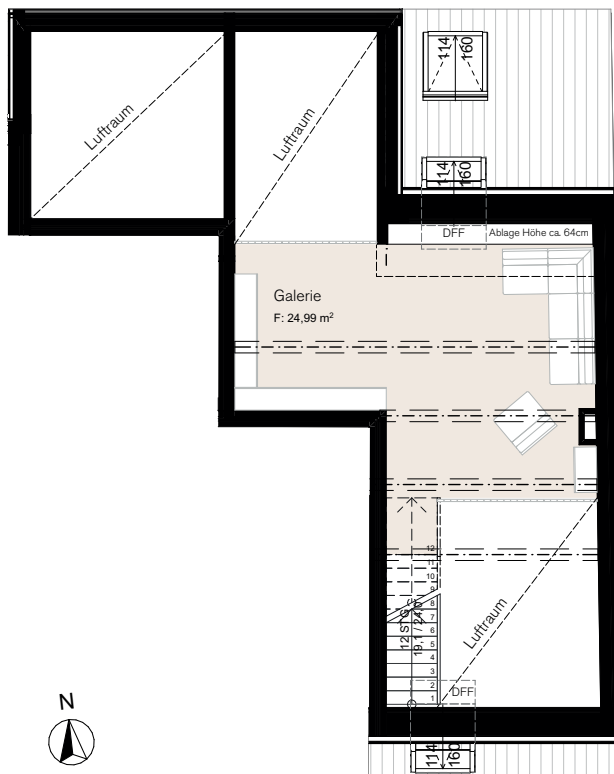 114
160
Luftraum
Luftraum
114
160
DFF
Ablage Höhe ca. 64cm
Galerie
F: 24,99 m²
12
11
10
9
8
7
6
5
4
3
2
1
12 STG
19,1 / 24,0
Luftraum
DFF
N
114
160